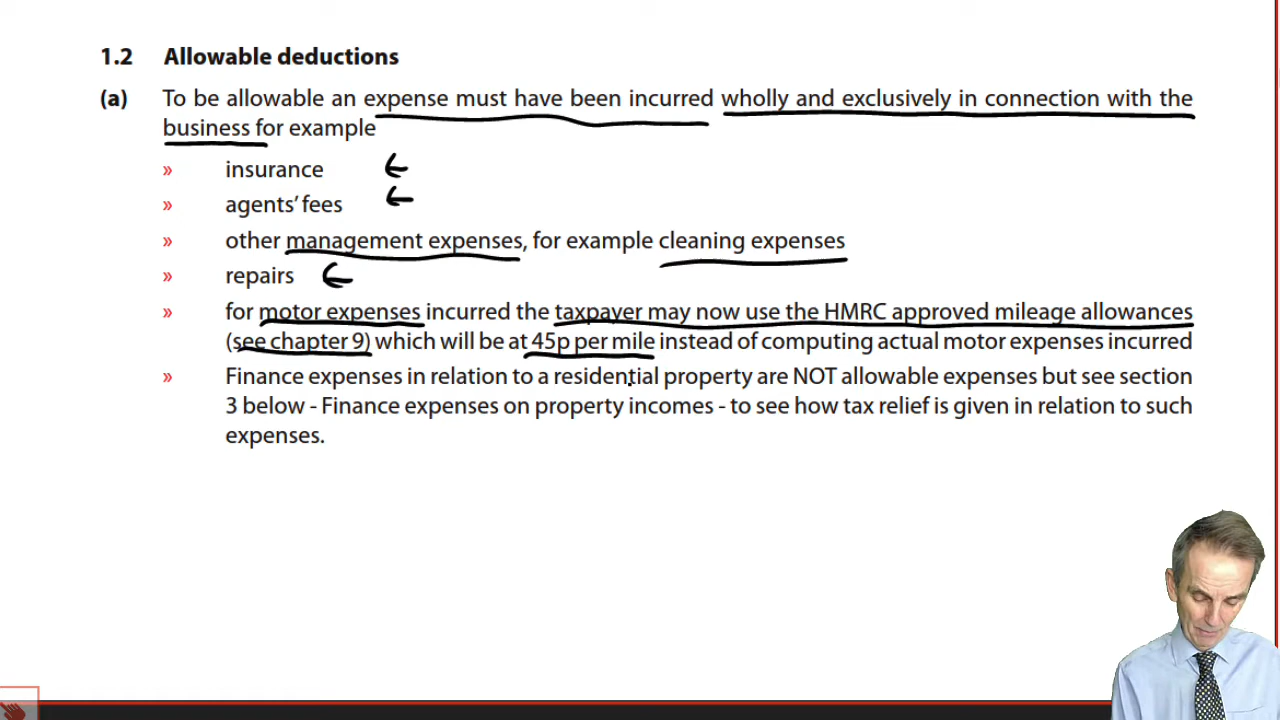 1.2 Allowable deductions
(a) To be allowable an expense must have been incurred wholly and exclusively in connection with the
business for example
» insurance
» agents' fees
» other management expenses, for example cleaning expenses
» repairs
» for motor expenses incurred the taxpayer may now use the HMRC approved mileage allowances
(see chapter 9) which will be at 45p per mile instead of computing actual motor expenses incurred
» Finance expenses in relation to a residential property are NOT allowable expenses but see section
3 below - Finance expenses on property incomes - to see how tax relief is given in relation to such
expenses.